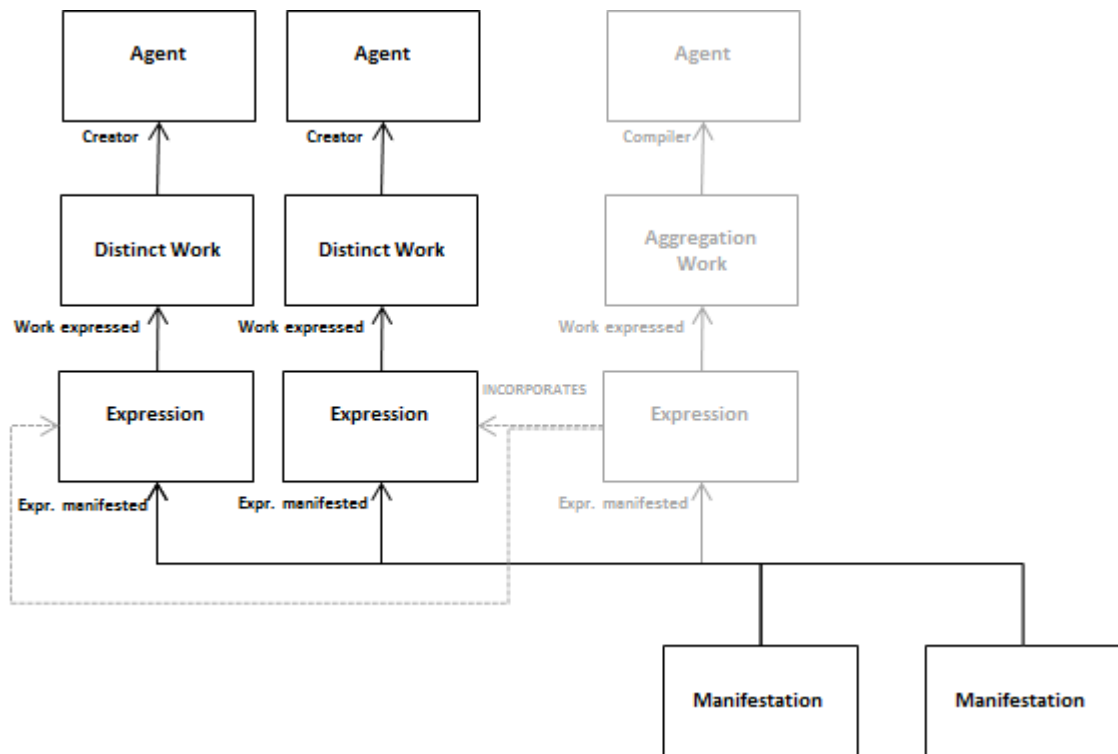 Agent
Agent
Agent
Creator
Creator
Compiler
Distinct Work
Distinct Work
Aggregation
Work
Work expressed
Work expressed
Work expressed
INCORPORATES
Expression
Expression
Expression
Expr. manifested
Expr. manifested
Expr. manifested
Manifestation
Manifestation